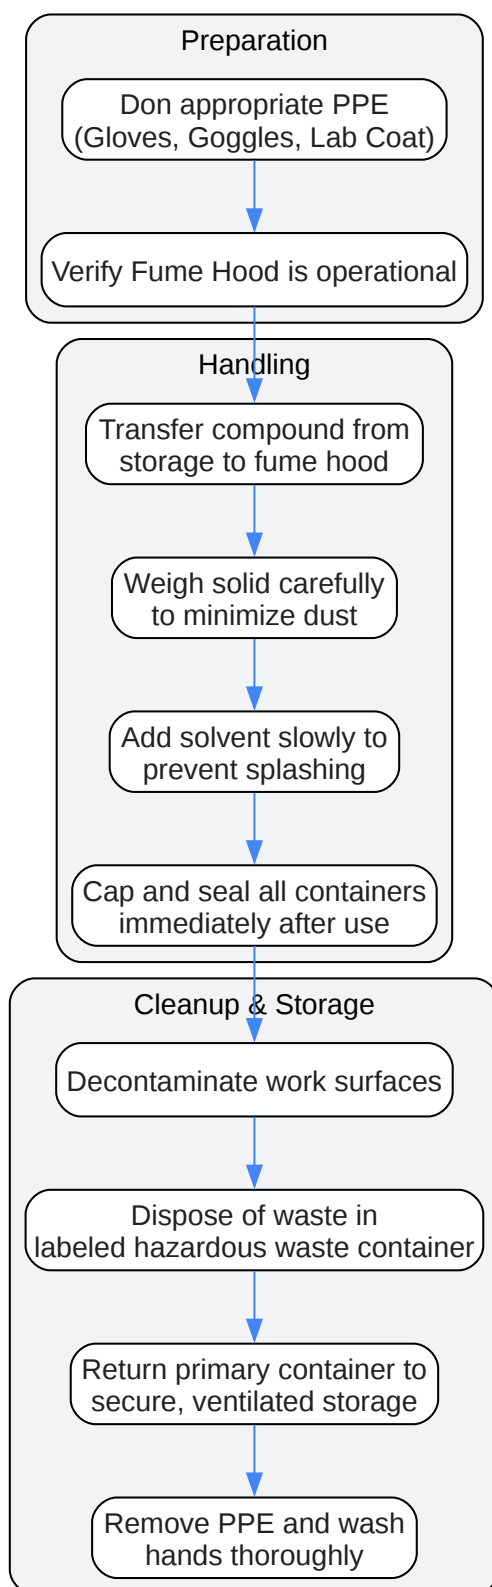 Preparation
Don appropriate PPE
(Gloves, Goggles, Lab Coat)
Verify Fume Hood is operational
Handling
Transfer compound from
storage to fume hood
Weigh solid carefully
to minimize dust
Add solvent slowly to
prevent splashing
Cap and seal all containers
immediately after use
Cleanup & Storage
Decontaminate work surfaces
Dispose of waste in
labeled hazardous waste container
Return primary container to
secure, ventilated storage
Remove PPE and wash
hands thoroughly